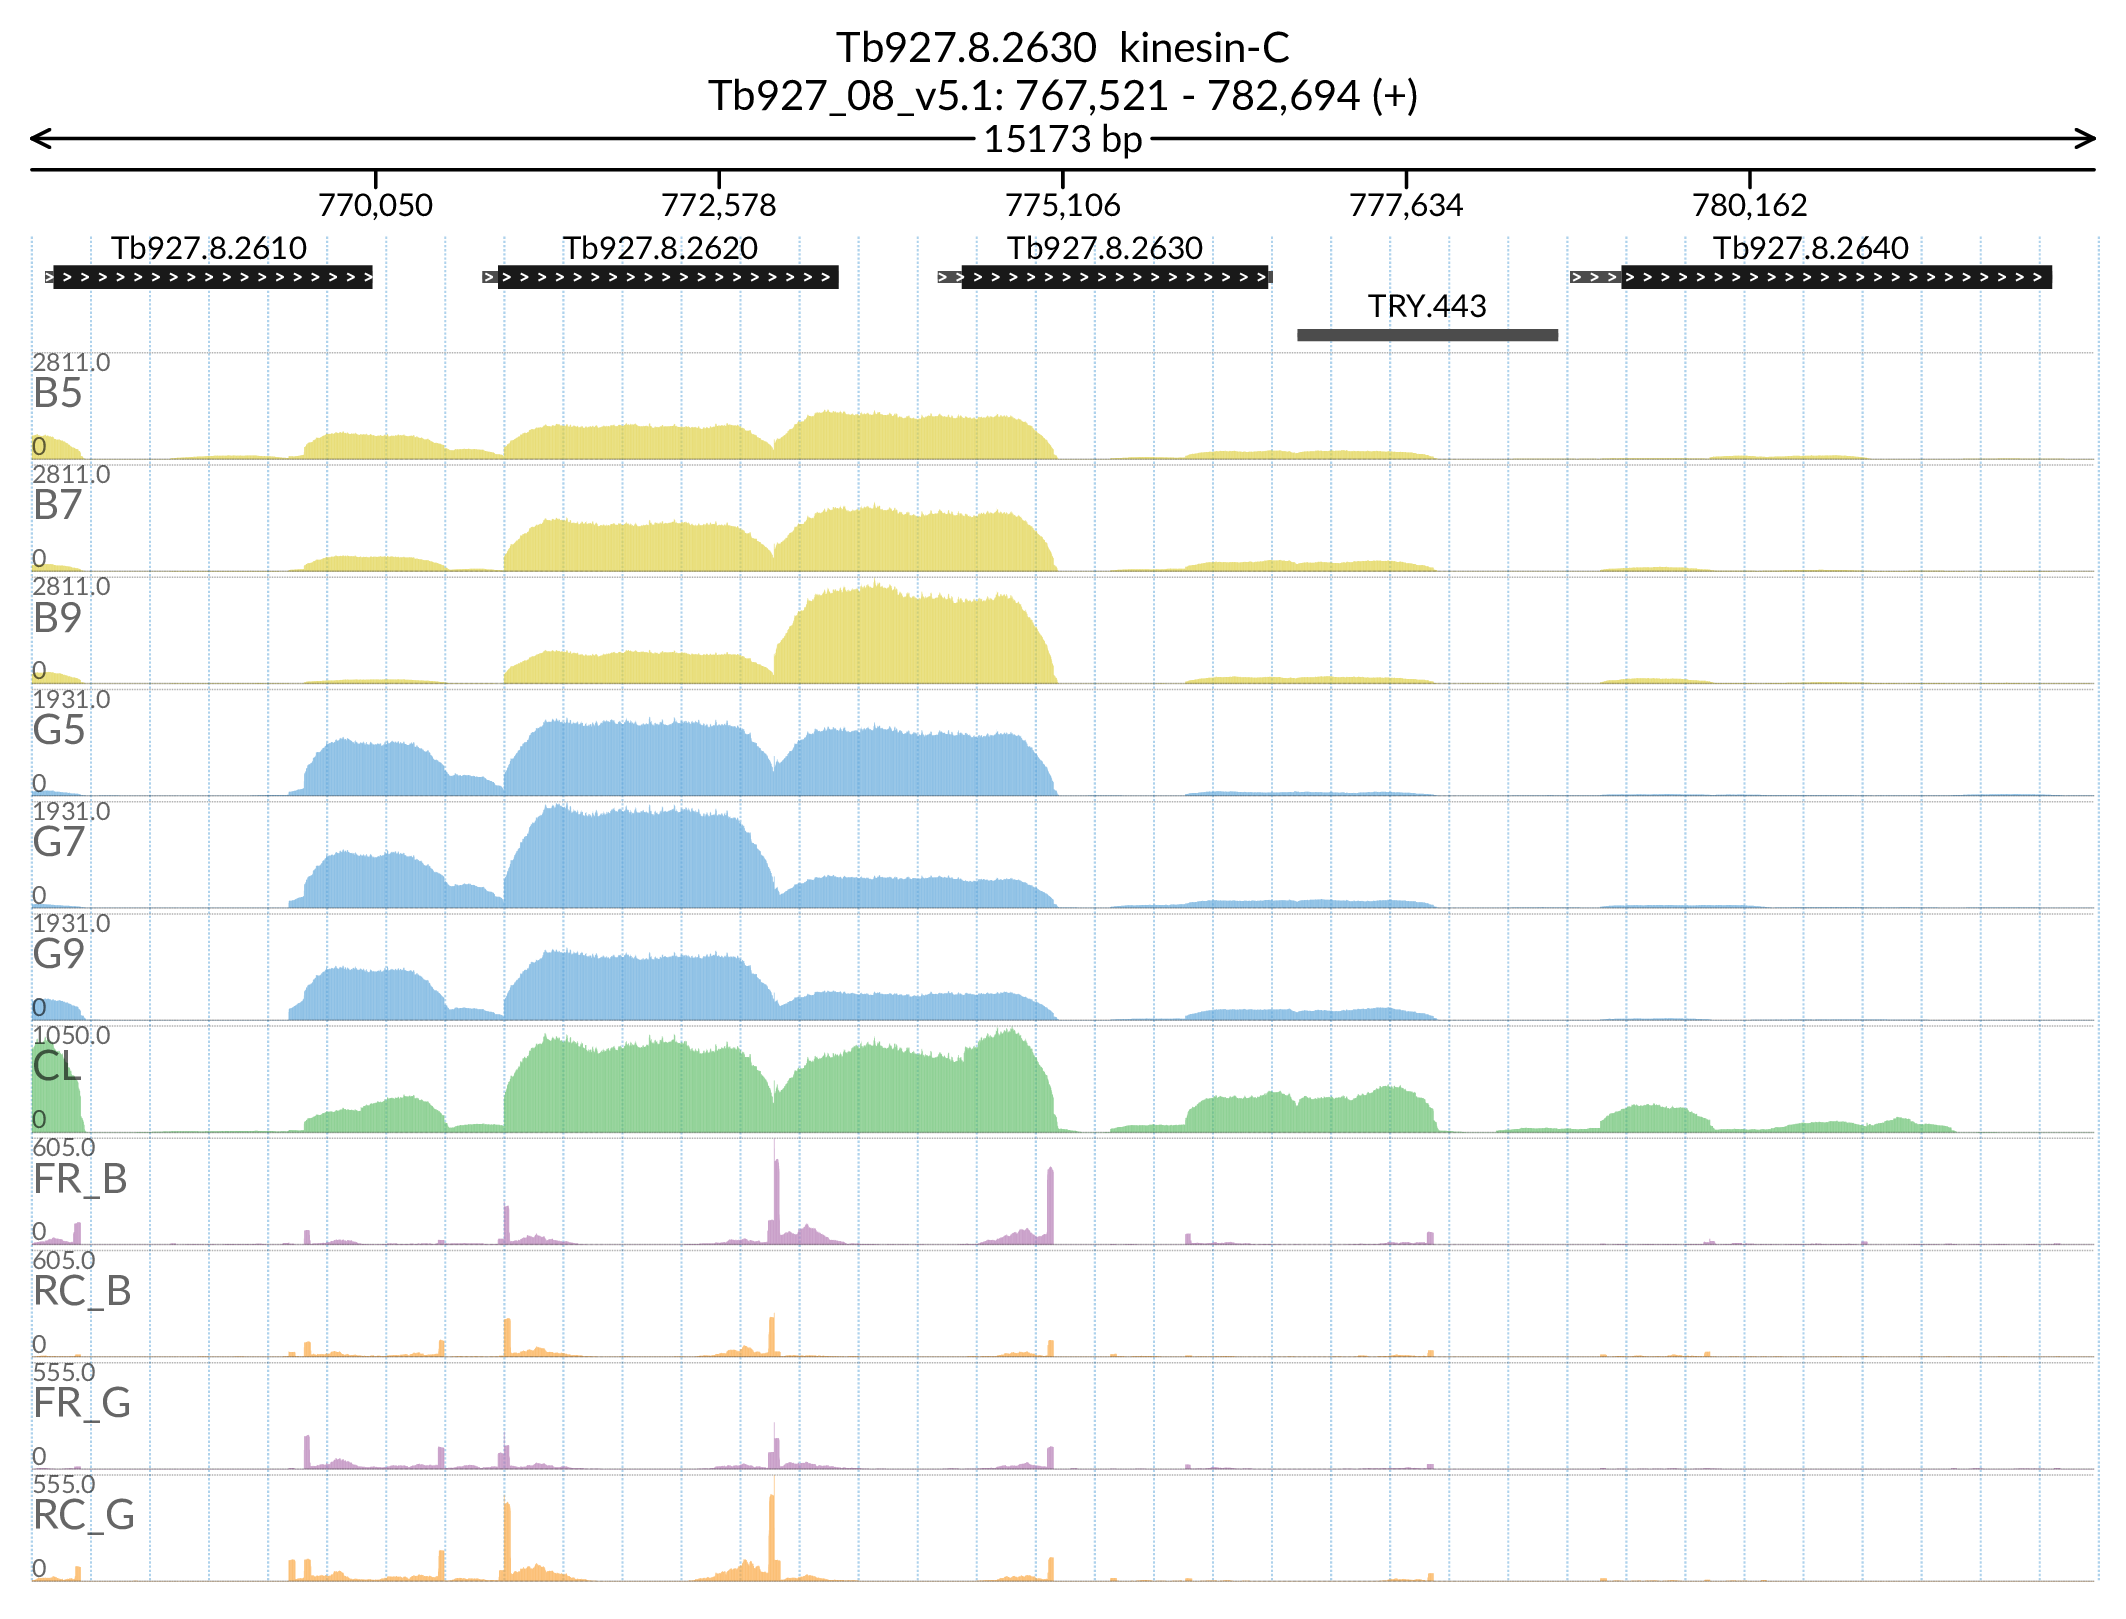 Tb927.8.2630 kinesin-C
Tb927_08_v5.1: 767,521 - 782,694 (+)
15173 bp
770,050 772,578 775,106 777,634 780,162
Tb927.8.2610 Tb927.8.2620 Tb927.8.2630 Tb927.8.2640
TRY.443
2811.0
B5
0
2811.0
B7
0
2811.0
B9
0
1931.0
G5
0
1931.0
G7
0
1931.0
G9
0
1050.0
CL
0
605.0
FR_B
0
605.0
RC_B
0
555.0
FR_G
0
555.0
RC_G
0